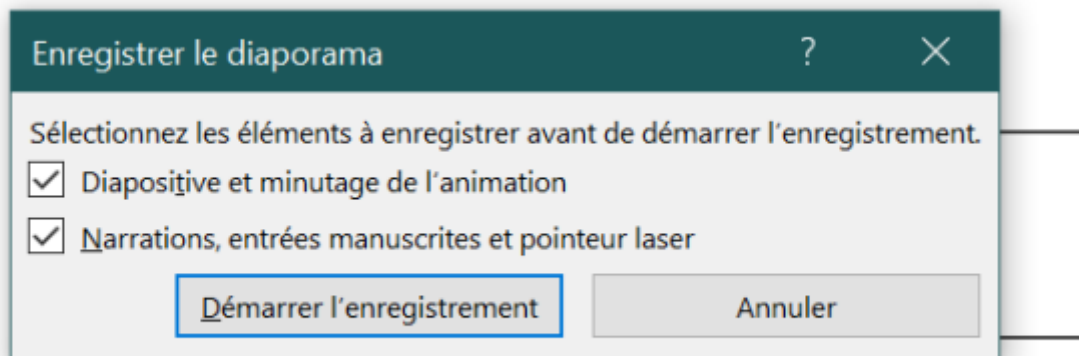 Enregistrer le diaporama
Sélectionnez les éléments à enregistrer avant de démarrer l'enregistrement.
Diapositive et minutage de l'animation
Narrations, entrées manuscrites et pointeur laser
Démarrer l'enregistrement Annuler